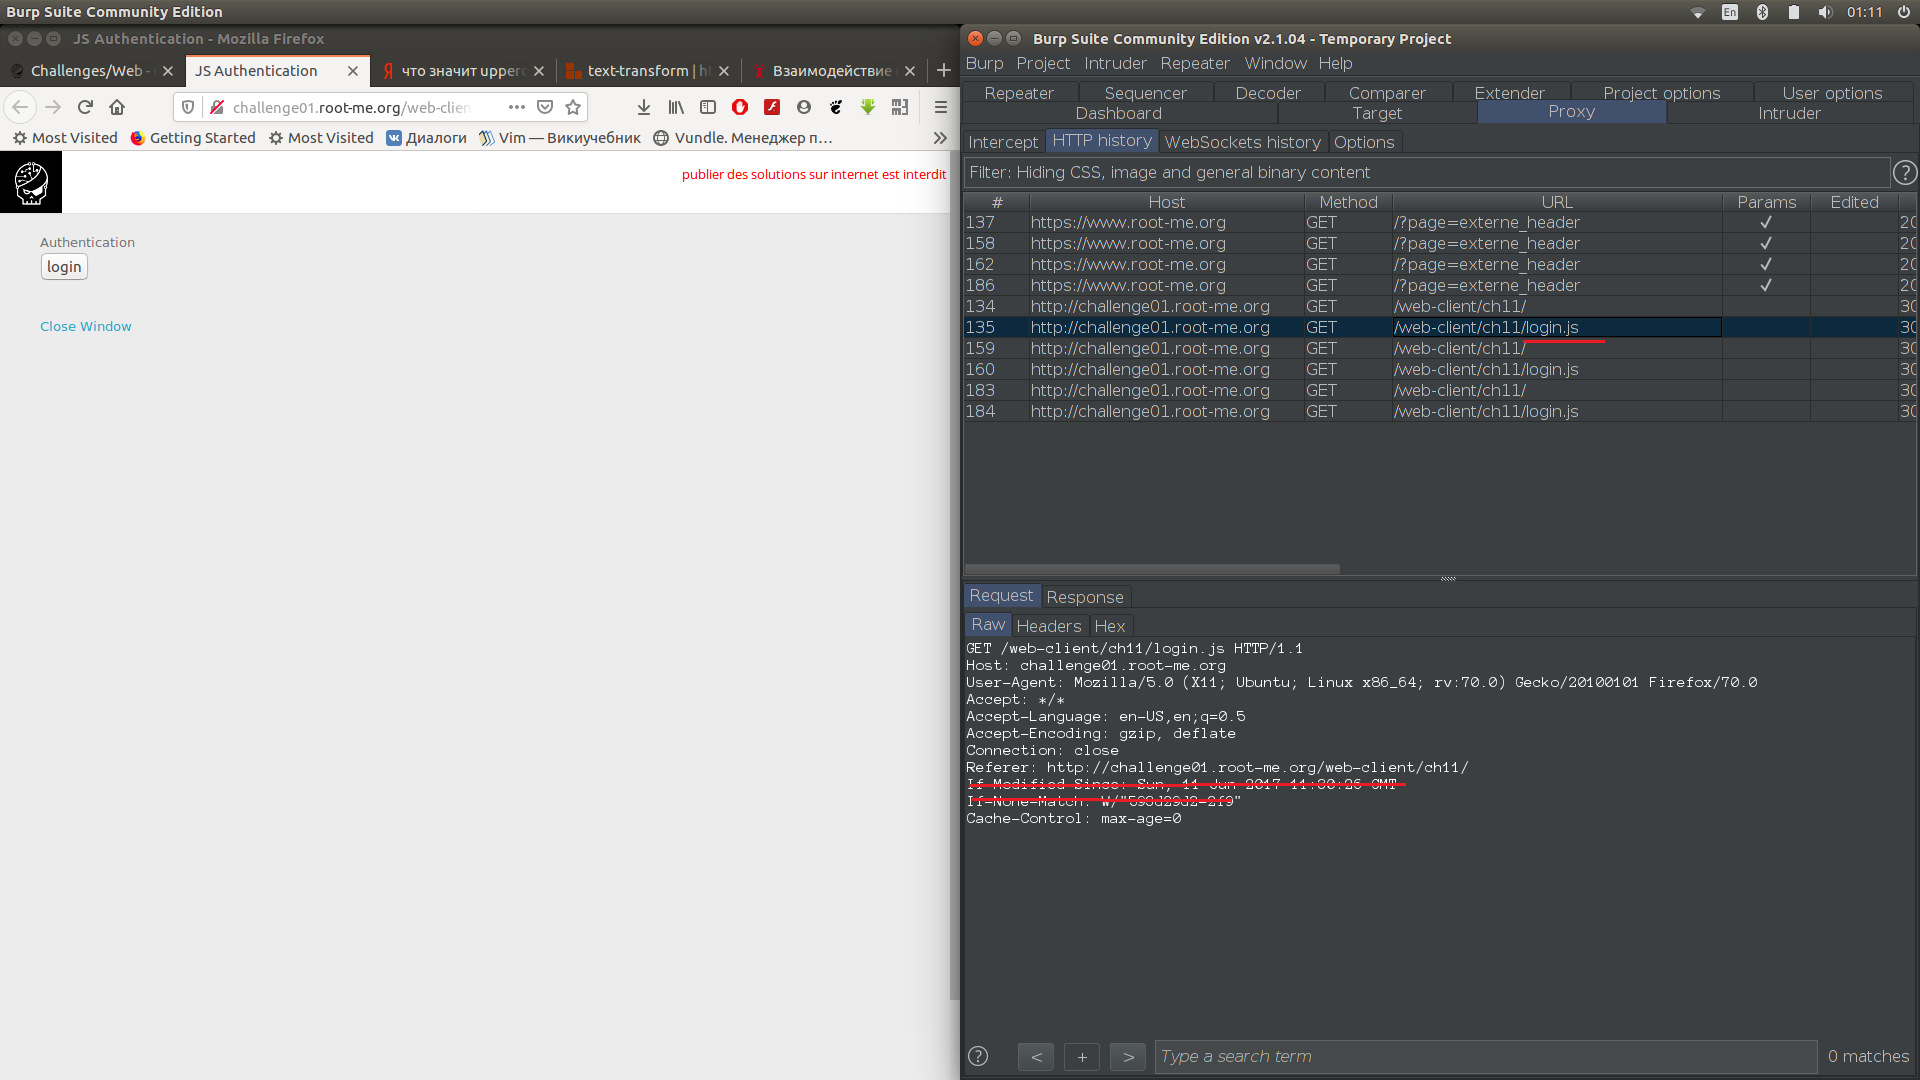 Burp Suite Community Edition
En
01:11
JS Authentication - Mozilla Firefox
Challenges/Web -
JS Authentication
что значит upperc
text-transform | ht
Взаимодействие
challenge01.root-me.org/web-clien
Most Visited
Getting Started
Most Visited
Диалоги
Vim — Викиучебник
Vundle. Менеджер п…
publier des solutions sur internet est interdit
Authentication
login
Close Window
Burp Suite Community Edition v2.1.04 - Temporary Project
Burp Project Intruder Repeater Window Help
Repeater Sequencer Decoder Comparer Extender Project options User options
Dashboard Target Proxy Intruder
Intercept HTTP history WebSockets history Options
Filter: Hiding CSS, image and general binary content ?
# Host Method URL Params Edited
137 https://www.root-me.org GET /?page=externe_header ✓ 20
158 https://www.root-me.org GET /?page=externe_header ✓ 20
162 https://www.root-me.org GET /?page=externe_header ✓ 20
186 https://www.root-me.org GET /?page=externe_header ✓ 20
134 http://challenge01.root-me.org GET /web-client/ch11/ 30
135 http://challenge01.root-me.org GET /web-client/ch11/login.js 30
159 http://challenge01.root-me.org GET /web-client/ch11/ 30
160 http://challenge01.root-me.org GET /web-client/ch11/login.js 30
183 http://challenge01.root-me.org GET /web-client/ch11/ 30
184 http://challenge01.root-me.org GET /web-client/ch11/login.js 30
Request Response
Raw Headers Hex
GET /web-client/ch11/login.js HTTP/1.1
Host: challenge01.root-me.org
User-Agent: Mozilla/5.0 (X11; Ubuntu; Linux x86_64; rv:70.0) Gecko/20100101 Firefox/70.0
Accept: */*
Accept-Language: en-US,en;q=0.5
Accept-Encoding: gzip, deflate
Connection: close
Referer: http://challenge01.root-me.org/web-client/ch11/
If-Modified-Since: Sun, 11 Jun 2017 11:30:26 GMT
If-None-Match:
Cache-Control: max-age=0
? < + > Type a search term 0 matches